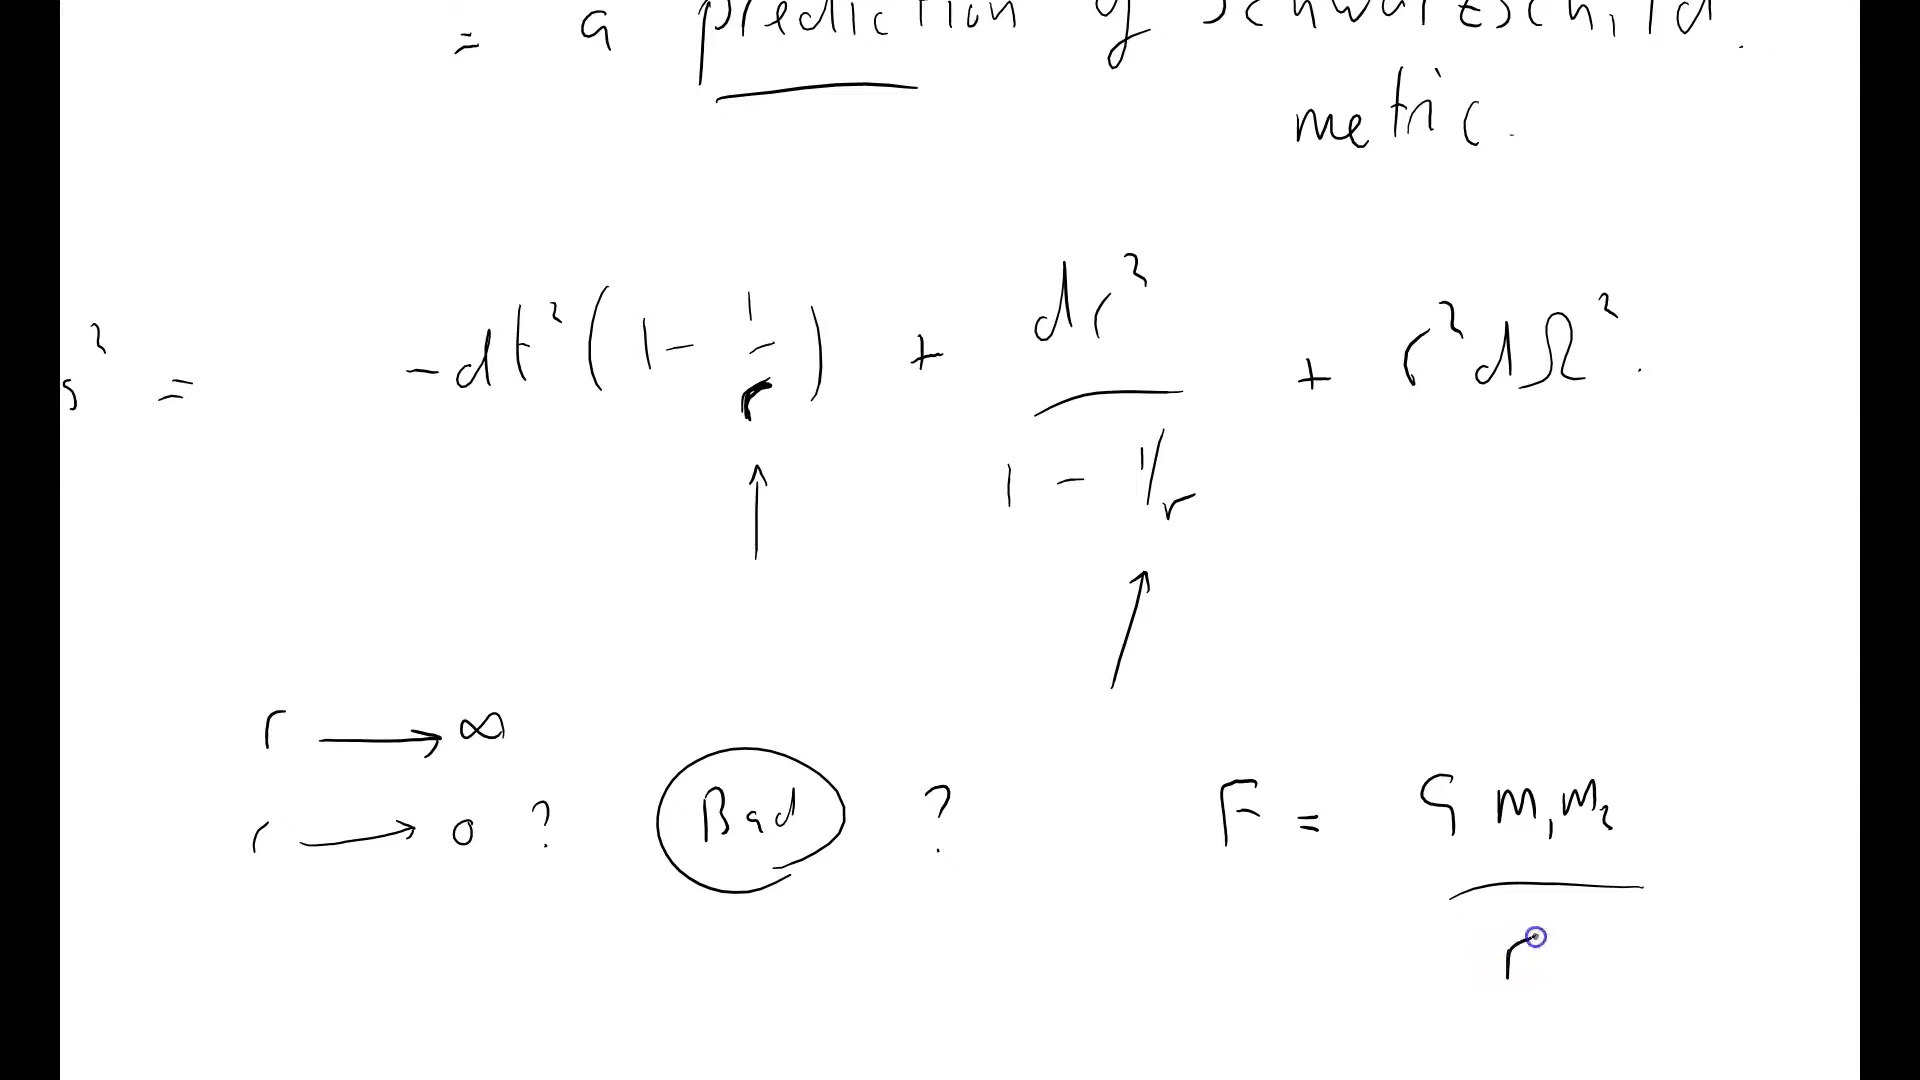 = a prediction of Schwarzschild.
metric.
s² = -dt²(1 - 1/r) + dr²/(1 - 1/r) + r²dΩ².
r → ∞
r → 0 ? Bad ? F = G m₁m₂/r